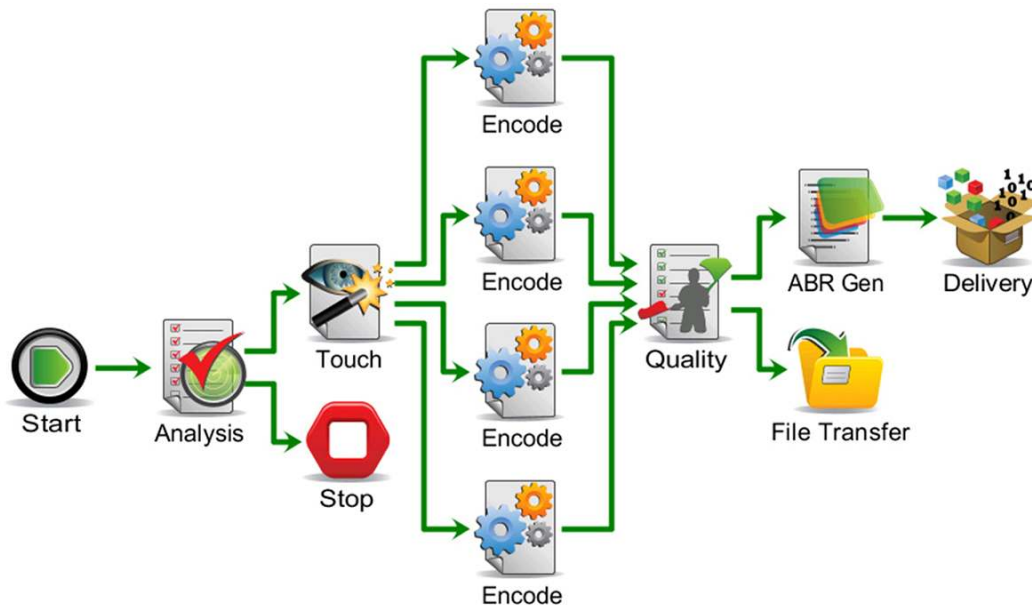 Encode
Encode
ABR Gen
Delivery
Touch
Quality
Start
Analysis
Encode
File Transfer
Stop
Encode